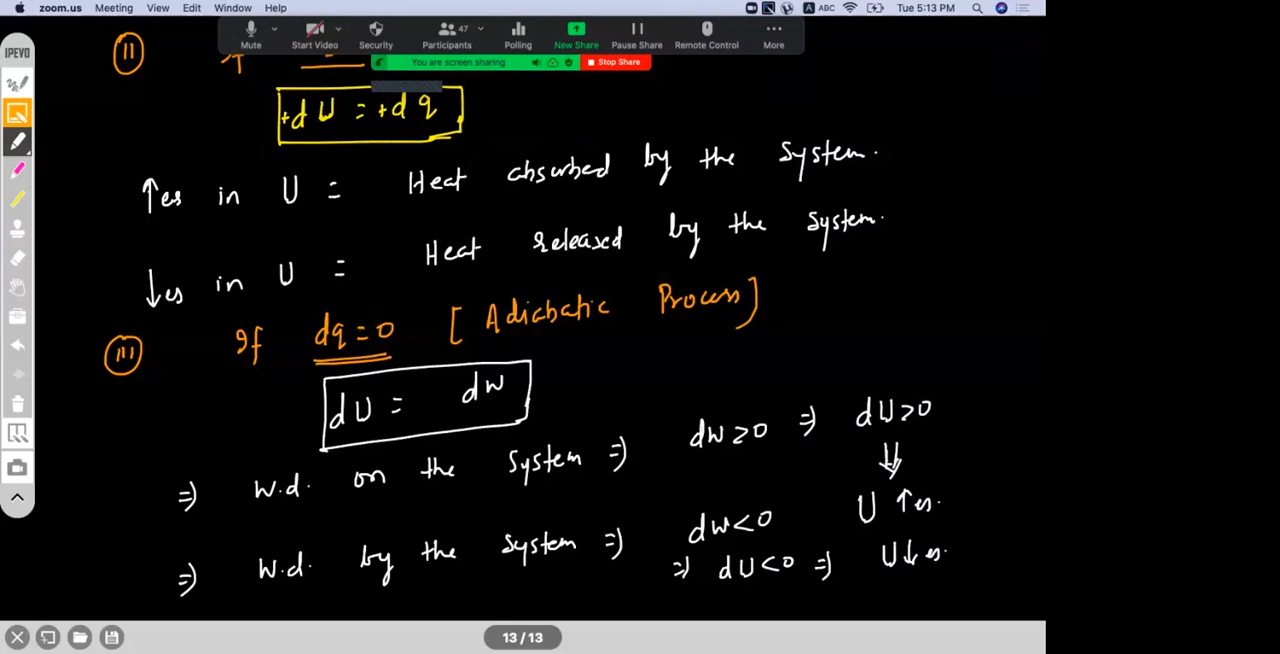 zoom.us Meeting View Edit Window Help
A ABC Tue 5:13 PM
47
Mute Start Video Security Participants Polling New Share Pause Share Remote Control More
You are screen sharing Stop Share
IPEVO
(II)
+dU = +dq
↑es in U = Heat absorbed by the System.
↓es in U = Heat released by the System.
(III) If dq=0 [Adiabatic Process]
dU = dW
⇒ W.d. on the System ⇒ dW>0 ⇒ dU>0
⇓
U ↑es.
⇒ W.d. by the System ⇒ dW<0
⇒ dU<0 ⇒ U↓es.
13 / 13